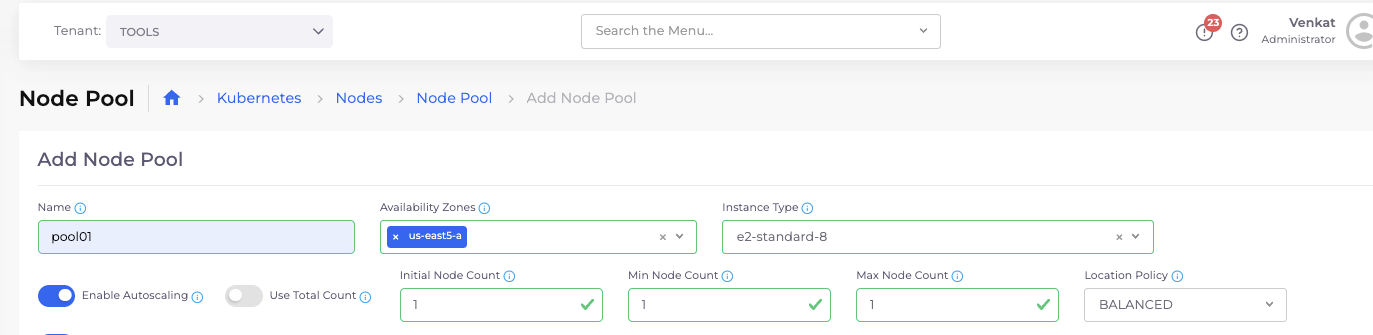 Tenant: TOOLS Search the Menu... 23 Venkat
Administrator
Node Pool > Kubernetes > Nodes > Node Pool > Add Node Pool
Add Node Pool
Name Availability Zones Instance Type
pool01 × us-east5-a × e2-standard-8 ×
Initial Node Count Min Node Count Max Node Count Location Policy
Enable Autoscaling Use Total Count 1 1 1 BALANCED